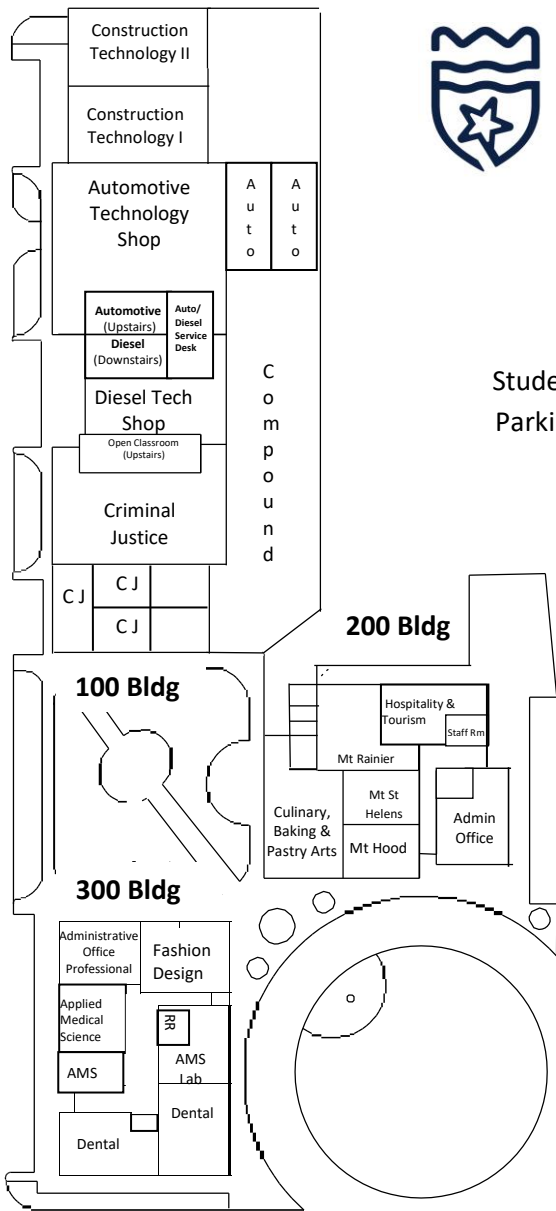 Construction
Technology II
Construction
Technology I
Automotive
Technology
Shop
A
u
t
o
A
u
t
o
Automotive
(Upstairs)
Diesel
(Downstairs)
Auto/
Diesel
Service
Desk
Diesel Tech
Shop
Open Classroom
(Upstairs)
C
o
m
p
o
u
n
d
Stude
Parki
Criminal
Justice
C J
C J
C J
200 Bldg
100 Bldg
Hospitality &
Tourism
Staff Rm
Mt Rainier
Culinary,
Baking &
Pastry Arts
Mt St
Helens
Mt Hood
Admin
Office
300 Bldg
Administrative
Office
Professional
Fashion
Design
Applied
Medical
Science
RR
AMS
AMS
Lab
Dental
Dental